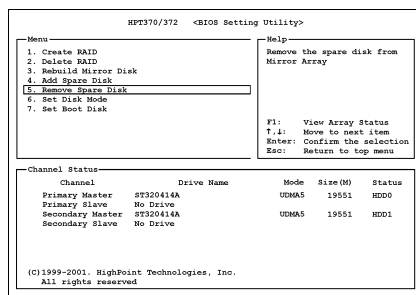 HPT370/372 <BIOS Setting Utility>
Menu
1. Create RAID
2. Delete RAID
3. Rebuild Mirror Disk
4. Add Spare Disk
5. Remove Spare Disk
6. Set Disk Mode
7. Set Boot Disk
Help
Remove the spare disk from
Mirror Array
F1: View Array Status
↑,↓: Move to next item
Enter: Confirm the selection
Esc: Return to top menu
Channel Status
Channel Drive Name Mode Size(M) Status
Primary Master ST320414A UDMA5 19551 HDD0
Primary Slave No Drive
Secondary Master ST320414A UDMA5 19551 HDD1
Secondary Slave No Drive
(C)1999-2001. HighPoint Technologies, Inc.
All rights reserved